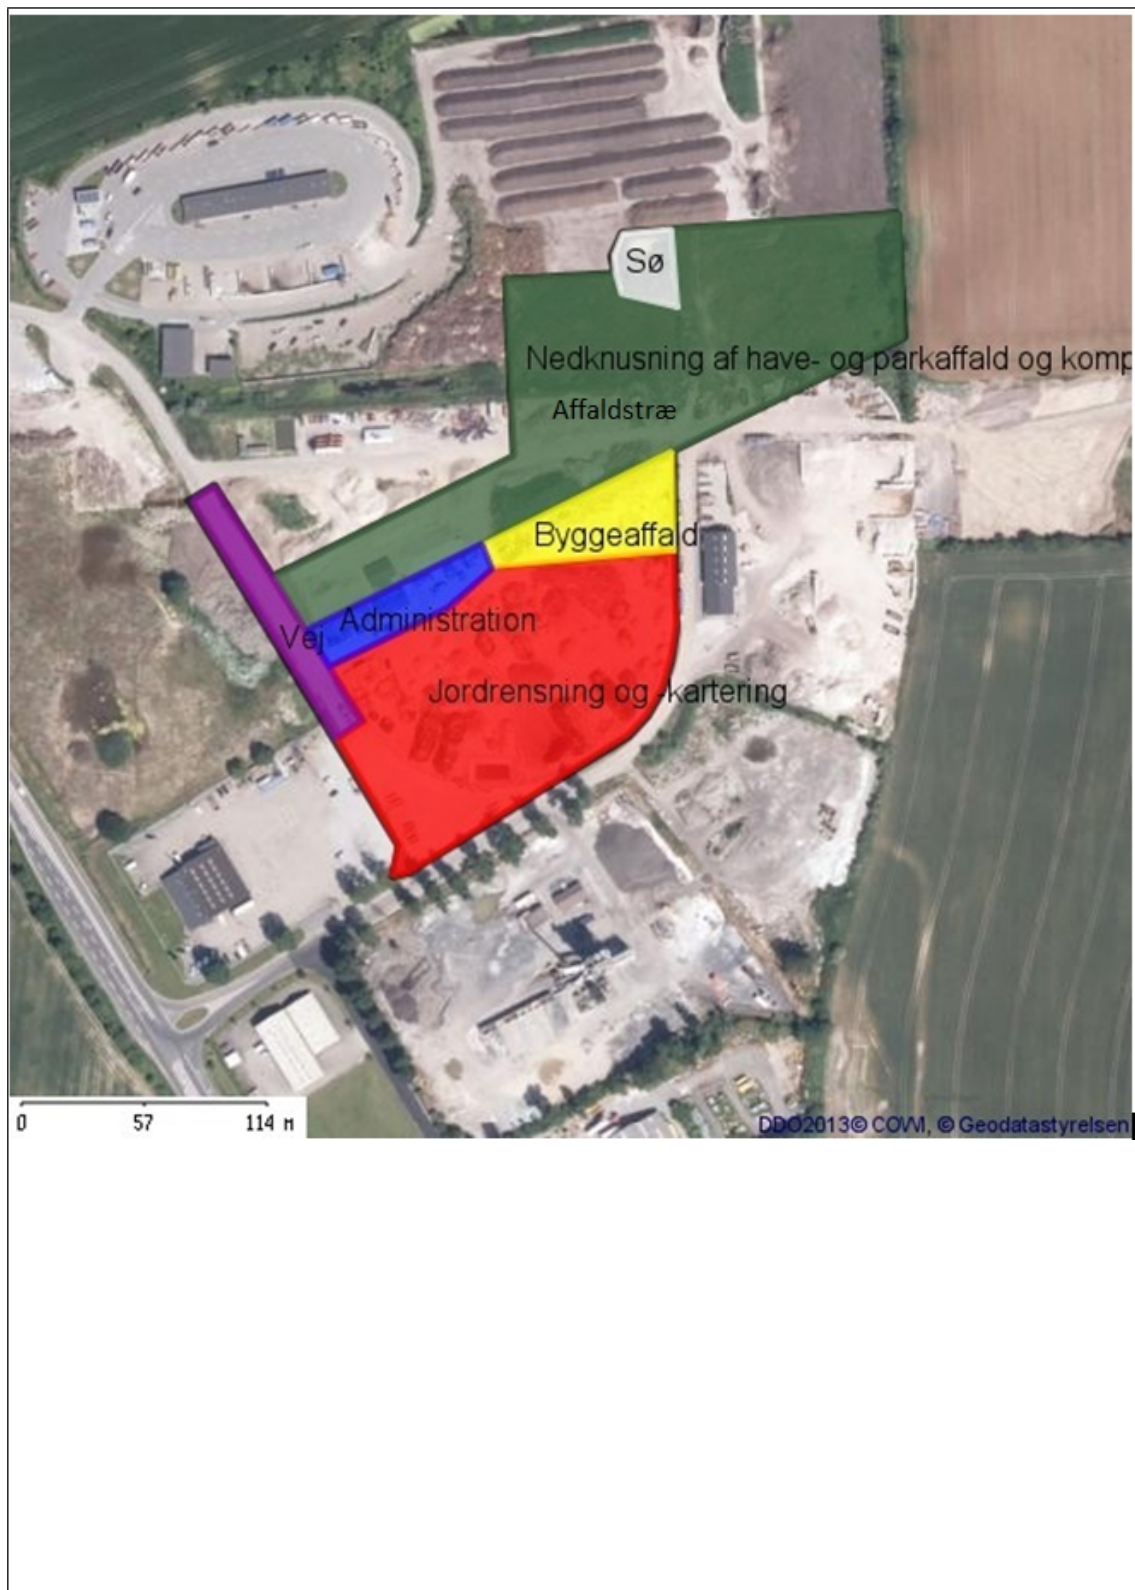 Sø
Nedknusning af have- og parkaffald og komp
Affaldstræ
Byggeaffald
Administration
Vej
Jordrensning og -kartering
0 57 114 M
DDO2013© COWI, © Geodatastyrelsen